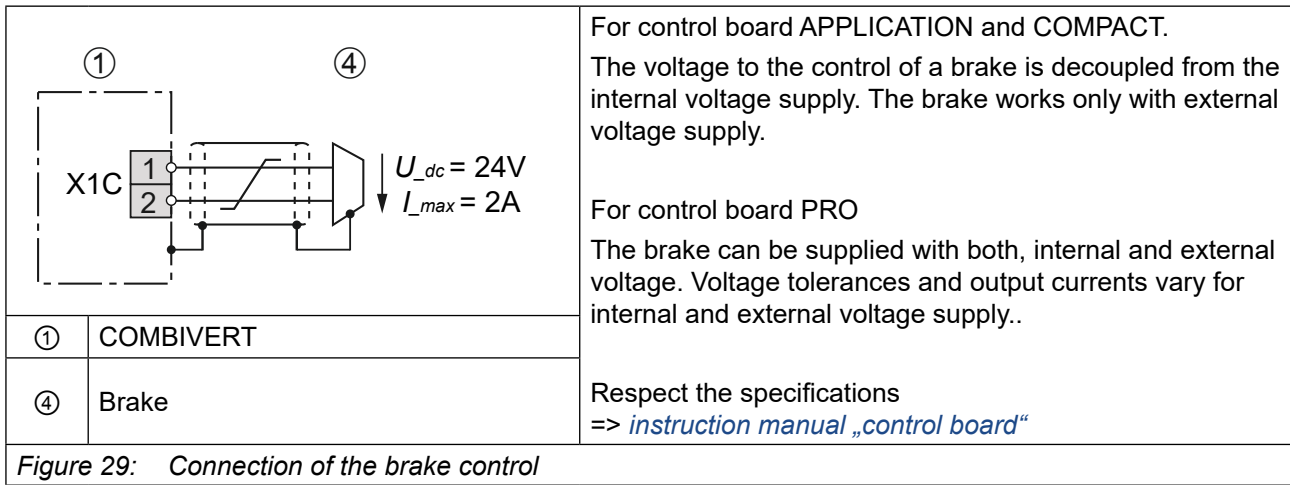 ① ④
X1C
1
2
U_dc = 24V
I_max = 2A
① COMBIVERT
④ Brake
For control board APPLICATION and COMPACT.
The voltage to the control of a brake is decoupled from the
internal voltage supply. The brake works only with external
voltage supply.
For control board PRO
The brake can be supplied with both, internal and external
voltage. Voltage tolerances and output currents vary for
internal and external voltage supply..
Respect the specifications
=> instruction manual „control board“
Figure 29: Connection of the brake control